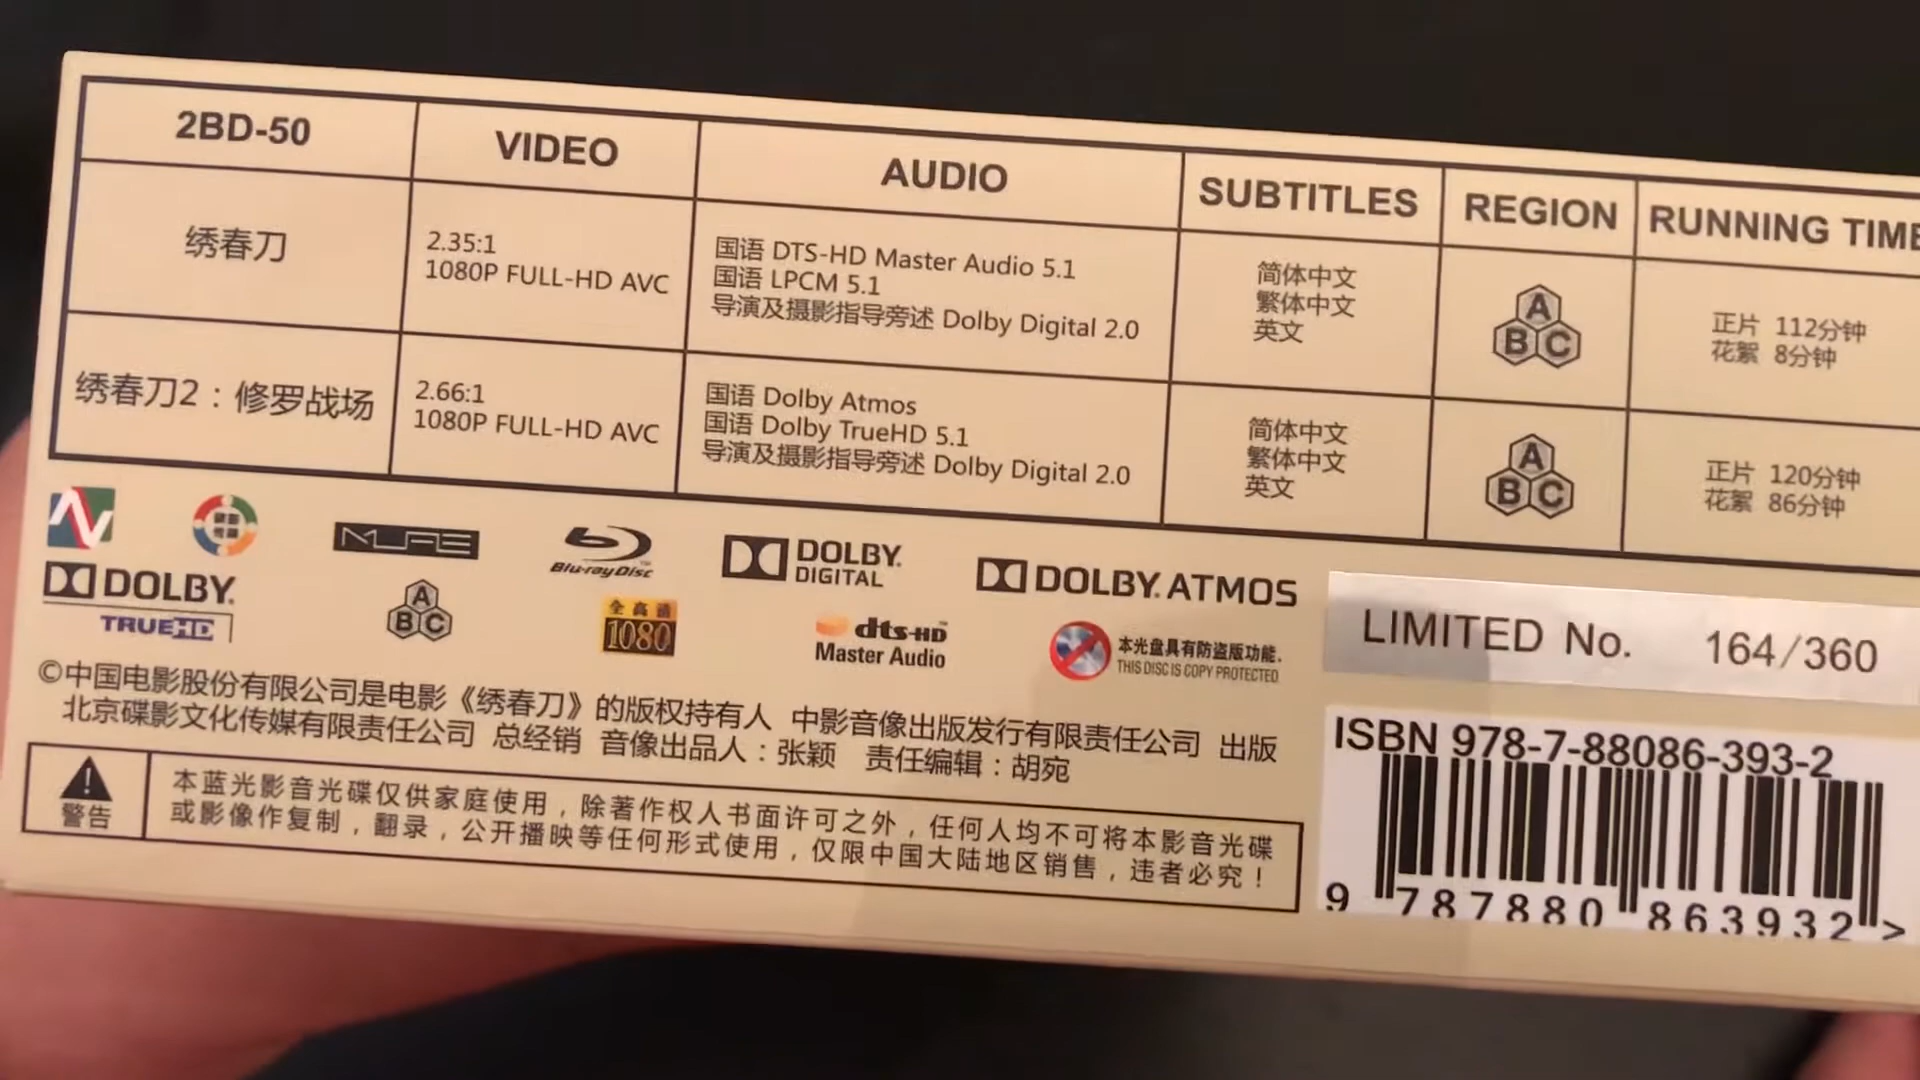 2BD-50
VIDEO
AUDIO
SUBTITLES
REGION
RUNNING TIME
绣春刀
2.35:1
1080P FULL-HD AVC
国语 DTS-HD Master Audio 5.1
国语 LPCM 5.1
导演及摄影指导旁述 Dolby Digital 2.0
简体中文
繁体中文
英文
A
B C
正片 112分钟
花絮 8分钟
绣春刀2：修罗战场
2.66:1
1080P FULL-HD AVC
国语 Dolby Atmos
国语 Dolby TrueHD 5.1
导演及摄影指导旁述 Dolby Digital 2.0
简体中文
繁体中文
英文
A
B C
正片 120分钟
花絮 86分钟
Blu-ray Disc
DOLBY.
DIGITAL
DOLBY. ATMOS
DOLBY.
TRUEHD
A
B C
全高清
1080
dts-HD
Master Audio
本光盘具有防盗版功能.
THIS DISC IS COPY PROTECTED
LIMITED No. 164/360
©中国电影股份有限公司是电影《绣春刀》的版权持有人 中影音像出版发行有限责任公司 出版
北京碟影文化传媒有限责任公司 总经销 音像出品人：张颖 责任编辑：胡宛
警告
本蓝光影音光碟仅供家庭使用，除著作权人书面许可之外，任何人均不可将本影音光碟
或影像作复制，翻录，公开播映等任何形式使用，仅限中国大陆地区销售，违者必究！
ISBN 978-7-88086-393-2
9 787880 863932 >